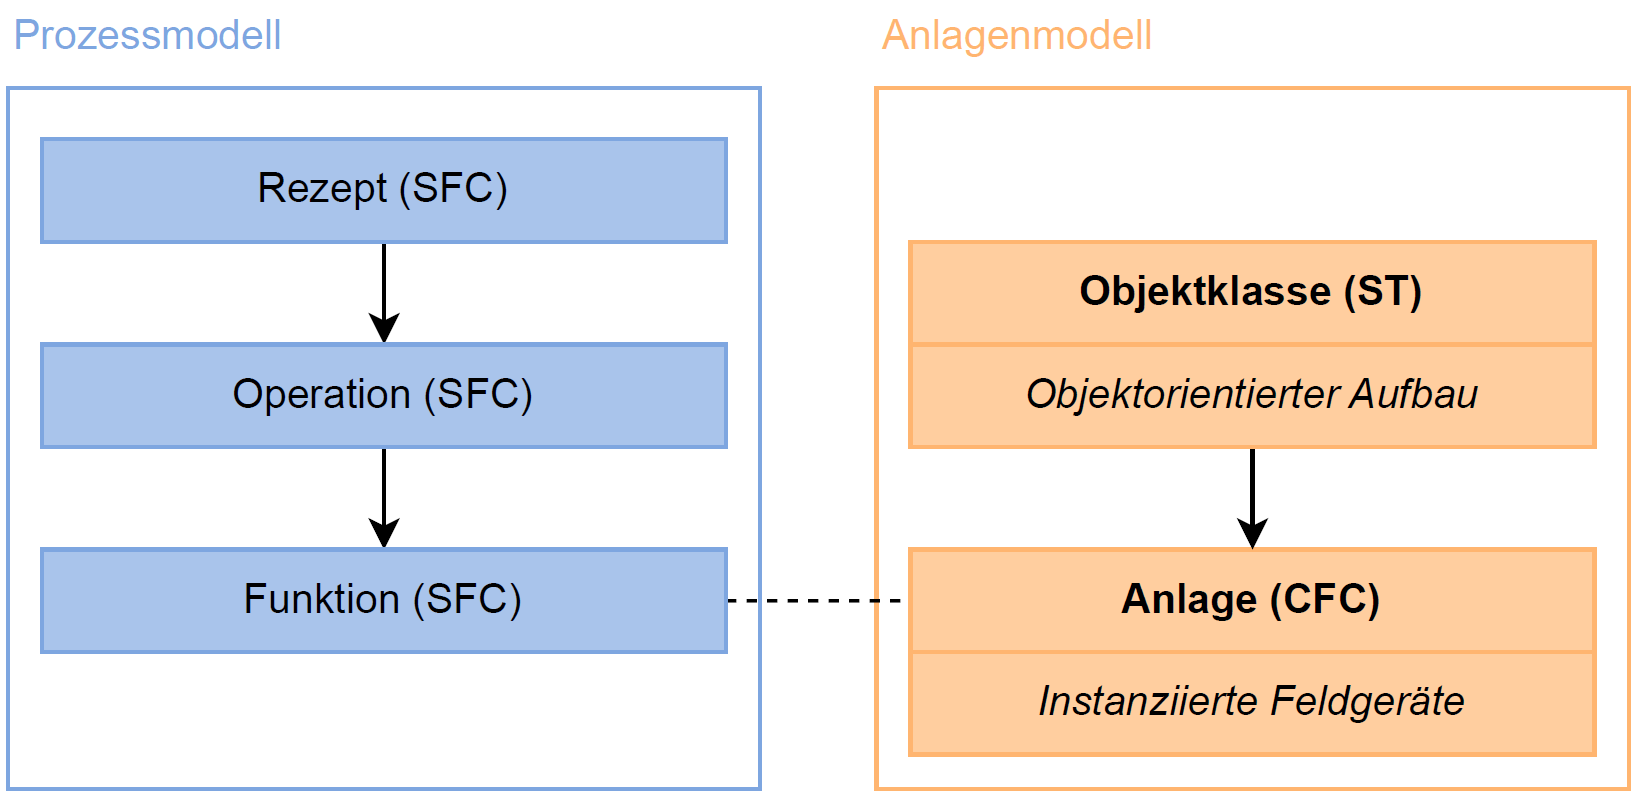 Prozessmodell
Rezept (SFC)
Operation (SFC)
Funktion (SFC)
Anlagenmodell
Objektklasse (ST)
Objektorientierter Aufbau
Anlage (CFC)
Instanziierte Feldgeräte